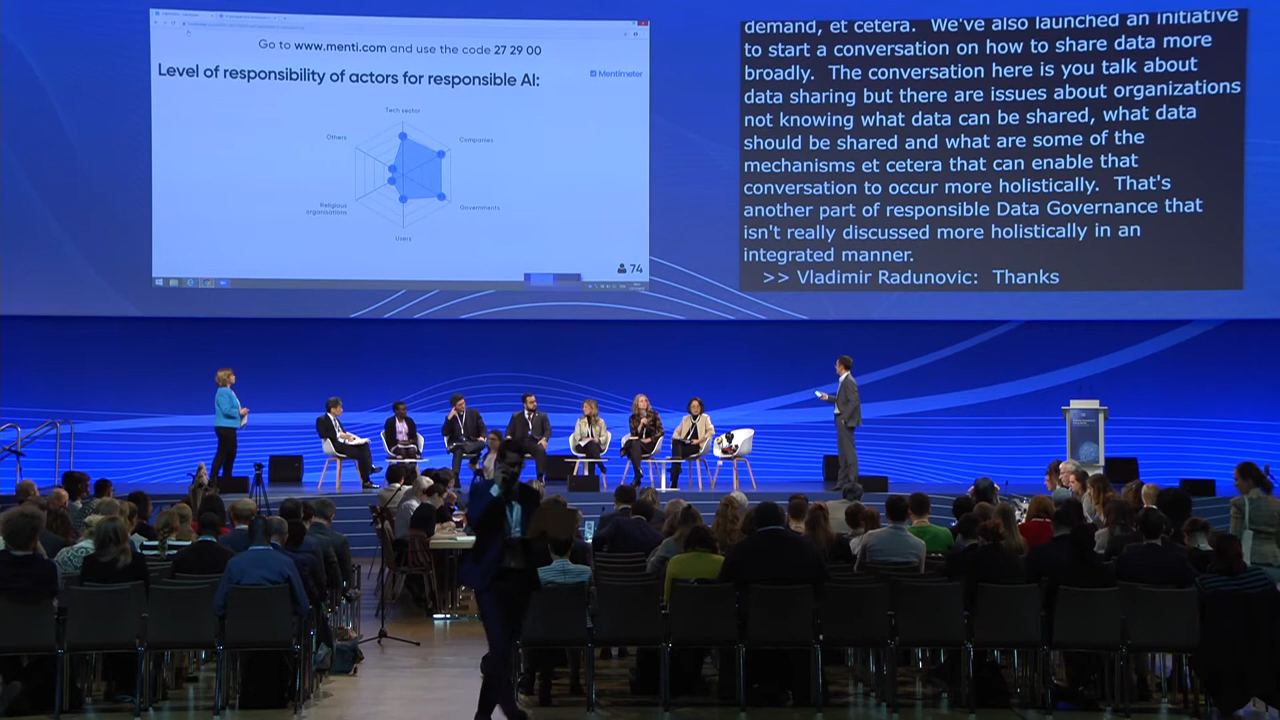 Go to www.menti.com and use the code 27 29 00
Level of responsibility of actors for responsible AI:
Mentimeter
Tech sector
Others
Companies
Religious
organisations
Governments
Users
74
demand, et cetera. We've also launched an initiative
to start a conversation on how to share data more
broadly. The conversation here is you talk about
data sharing but there are issues about organizations
not knowing what data can be shared, what data
should be shared and what are some of the
mechanisms et cetera that can enable that
conversation to occur more holistically. That's
another part of responsible Data Governance that
isn't really discussed more holistically in an
integrated manner.
>> Vladimir Radunovic: Thanks